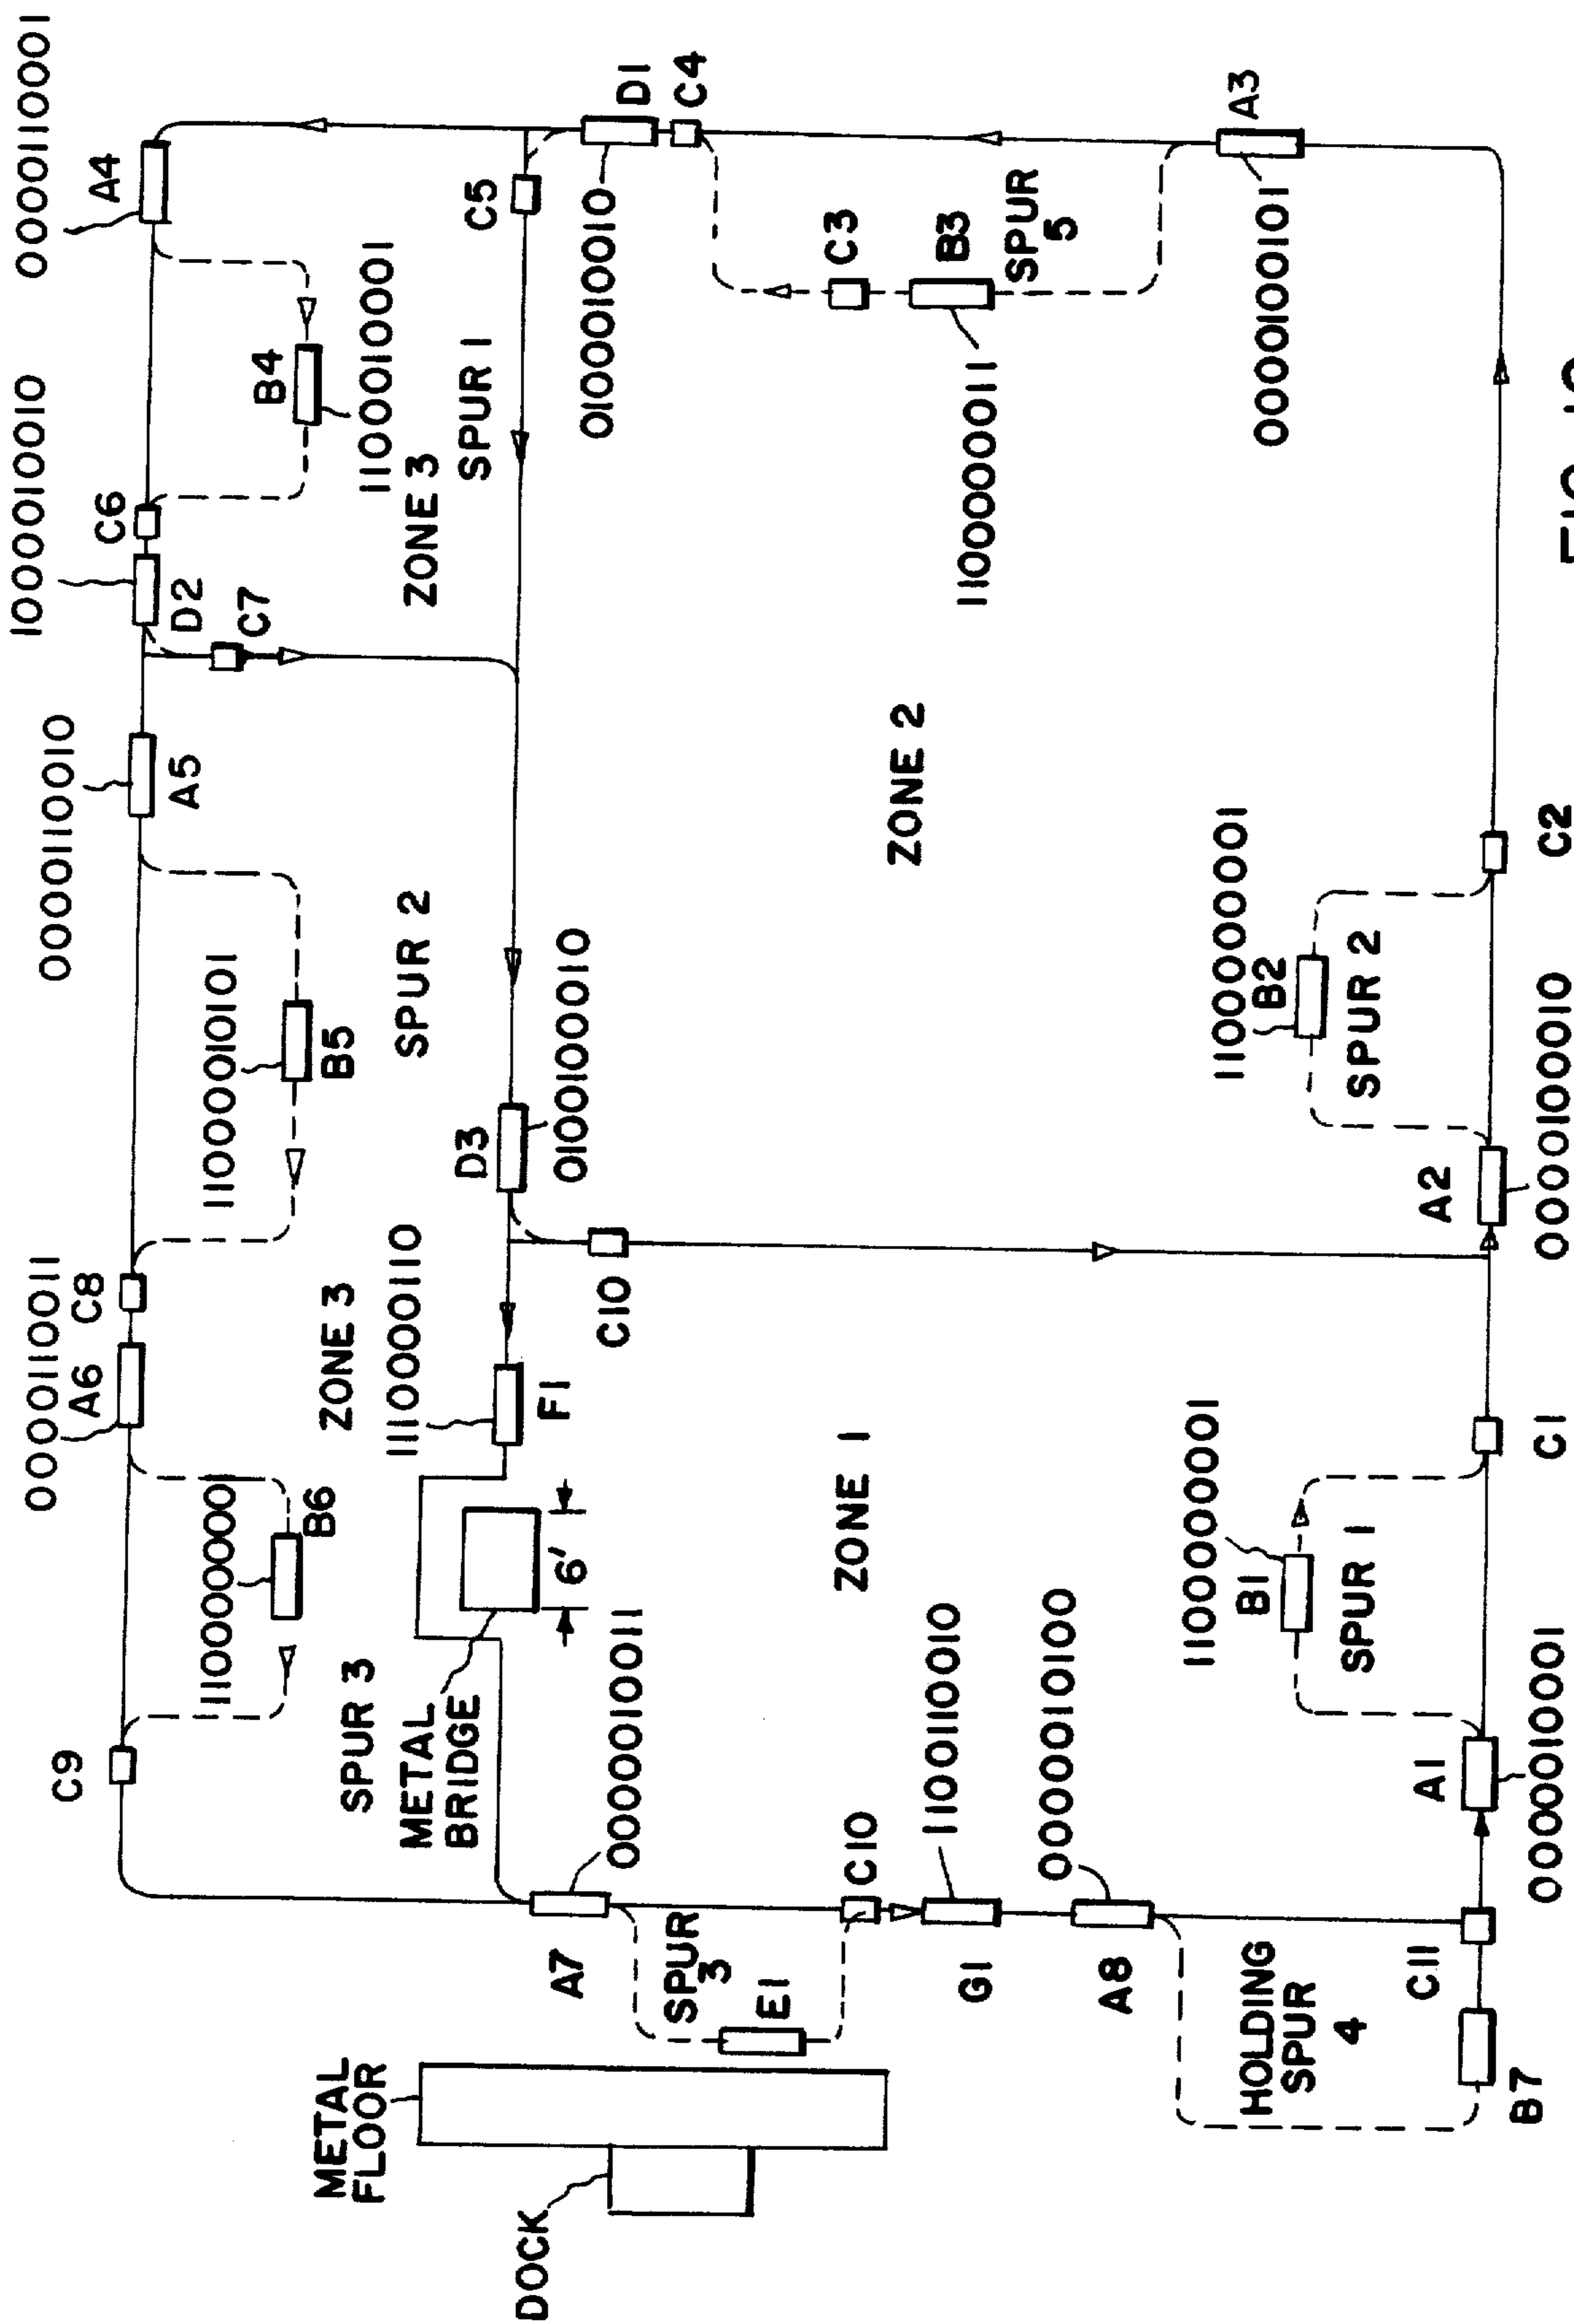 0000110001
A4
1000010010
C6
D2
C7
B4
1100010001
0000110010
A5
1100010101
B5
0000110011
A6
C8
1100000001
B6
C9
ZONE 3
SPUR 1
C5
D1
C4
0100010010
SPUR 2
D3
0100100010
ZONE 3
1110000110
F1
C10
6'
SPUR 3
METAL
BRIDGE
C3
B3
SPUR
5
1100000011
A3
0000100101
ZONE 2
ZONE 1
0000010011
A7
SPUR
3
E1
C10
METAL
FLOOR
DOCK
1100110010
G1
0000010100
A8
HOLDING
SPUR
4
C11
B7
1100000001
B1
SPUR 1
A1
0000010001
C1
1100000001
B2
SPUR 2
A2
0000100010
C2